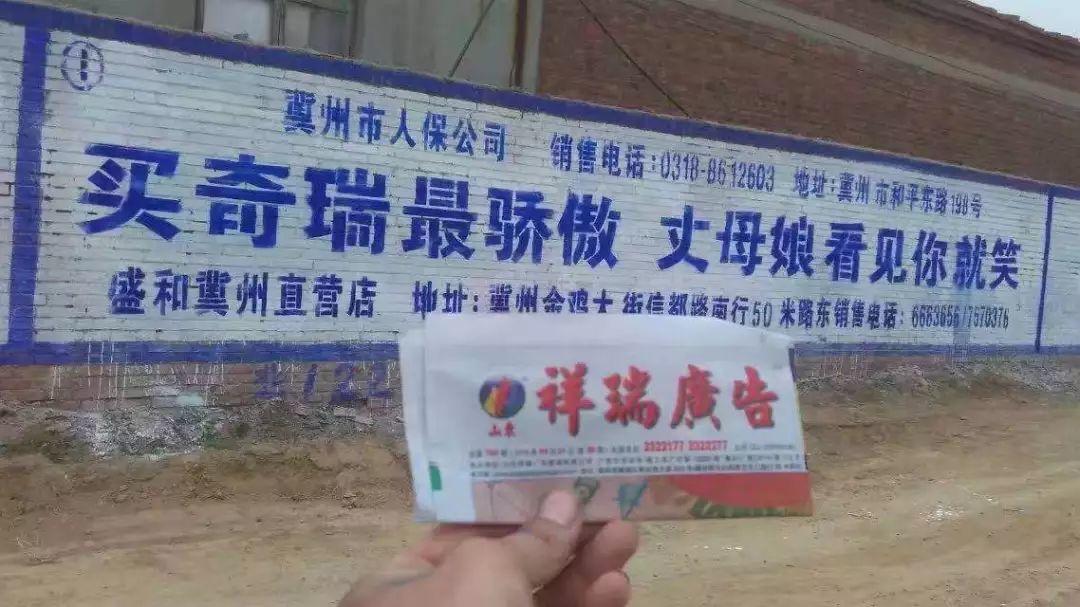 ①
冀州市人保公司 销售电话:0318-8612603 地址:冀州市和平东路198号
买奇瑞最骄傲 丈母娘看见你就笑
盛和冀州直营店 地址:冀州金鸡大街信都路南行50米路东销售电话:6663656/7570376
祥瑞廣告
山东
2322177 2322277